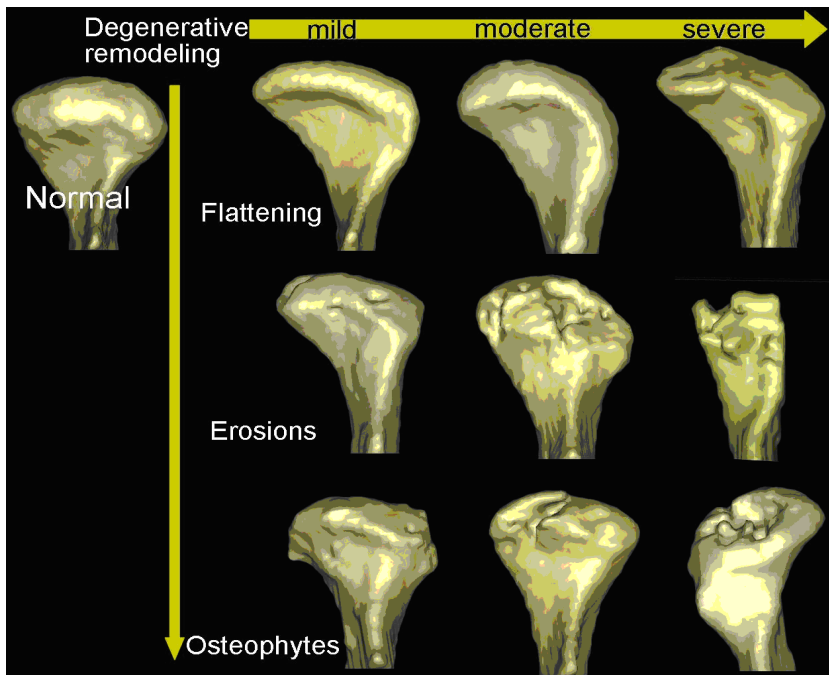 Degenerative
remodeling
mild
moderate
severe
Normal
Flattening
Erosions
Osteophytes